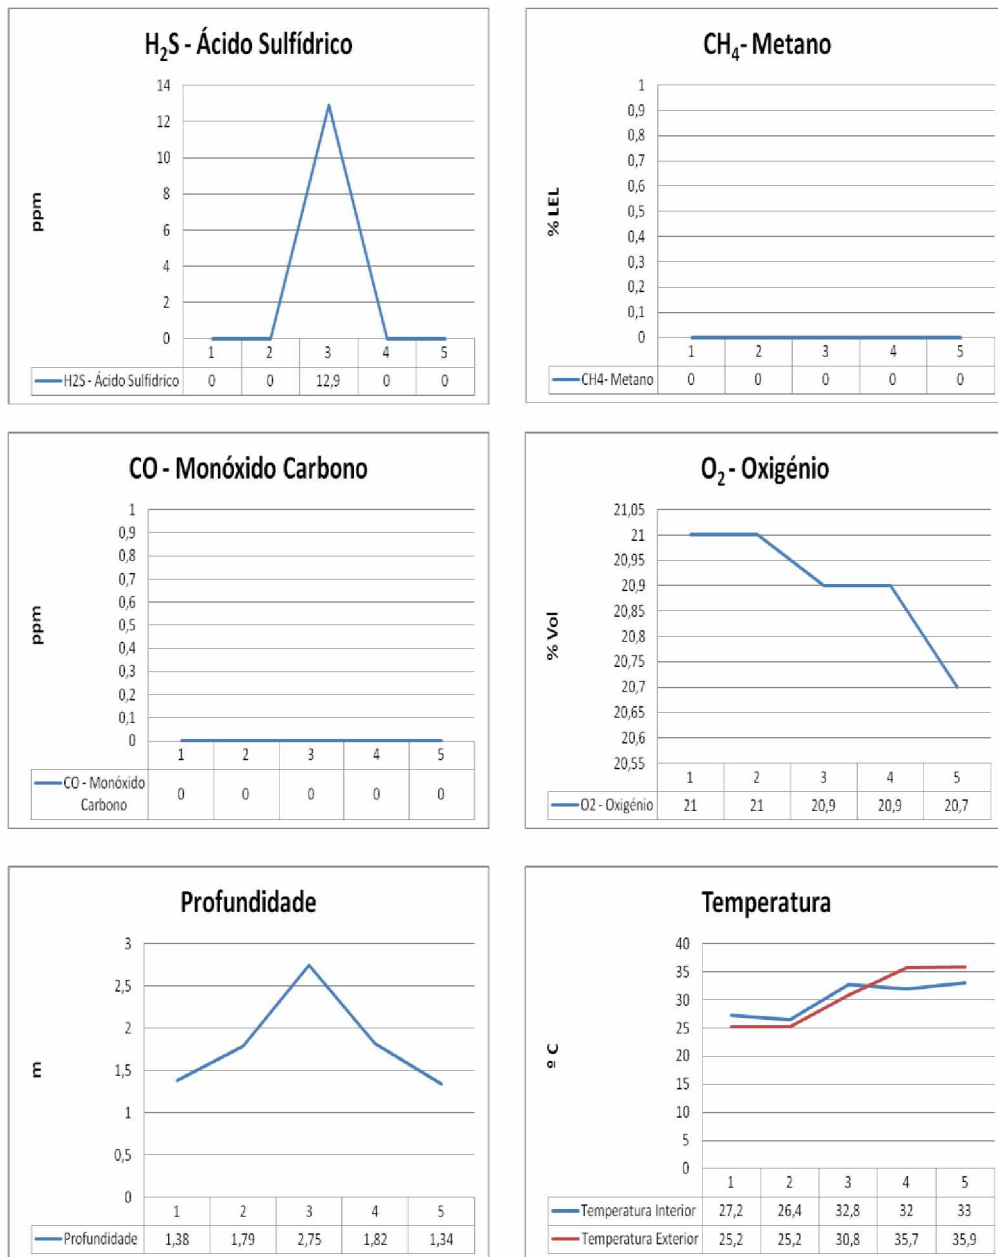 H₂S - Ácido Sulfídrico
14
12
10
8
6
4
2
0
ppm
1 2 3 4 5
H2S - Ácido Sulfídrico 0 0 12,9 0 0
CH₄- Metano
1
0,9
0,8
0,7
0,6
0,5
0,4
0,3
0,2
0,1
0
% LEL
1 2 3 4 5
CH4- Metano 0 0 0 0 0
CO - Monóxido Carbono
1
0,9
0,8
0,7
0,6
0,5
0,4
0,3
0,2
0,1
0
ppm
1 2 3 4 5
CO - Monóxido
Carbono 0 0 0 0 0
O₂ - Oxigénio
21,05
21
20,95
20,9
20,85
20,8
20,75
20,7
20,65
20,6
20,55
% Vol
1 2 3 4 5
O2 - Oxigénio 21 21 20,9 20,9 20,7
Profundidade
3
2,5
2
1,5
1
0,5
0
m
1 2 3 4 5
Profundidade 1,38 1,79 2,75 1,82 1,34
Temperatura
40
35
30
25
20
15
10
5
0
º C
1 2 3 4 5
Temperatura Interior 27,2 26,4 32,8 32 33
Temperatura Exterior 25,2 25,2 30,8 35,7 35,9